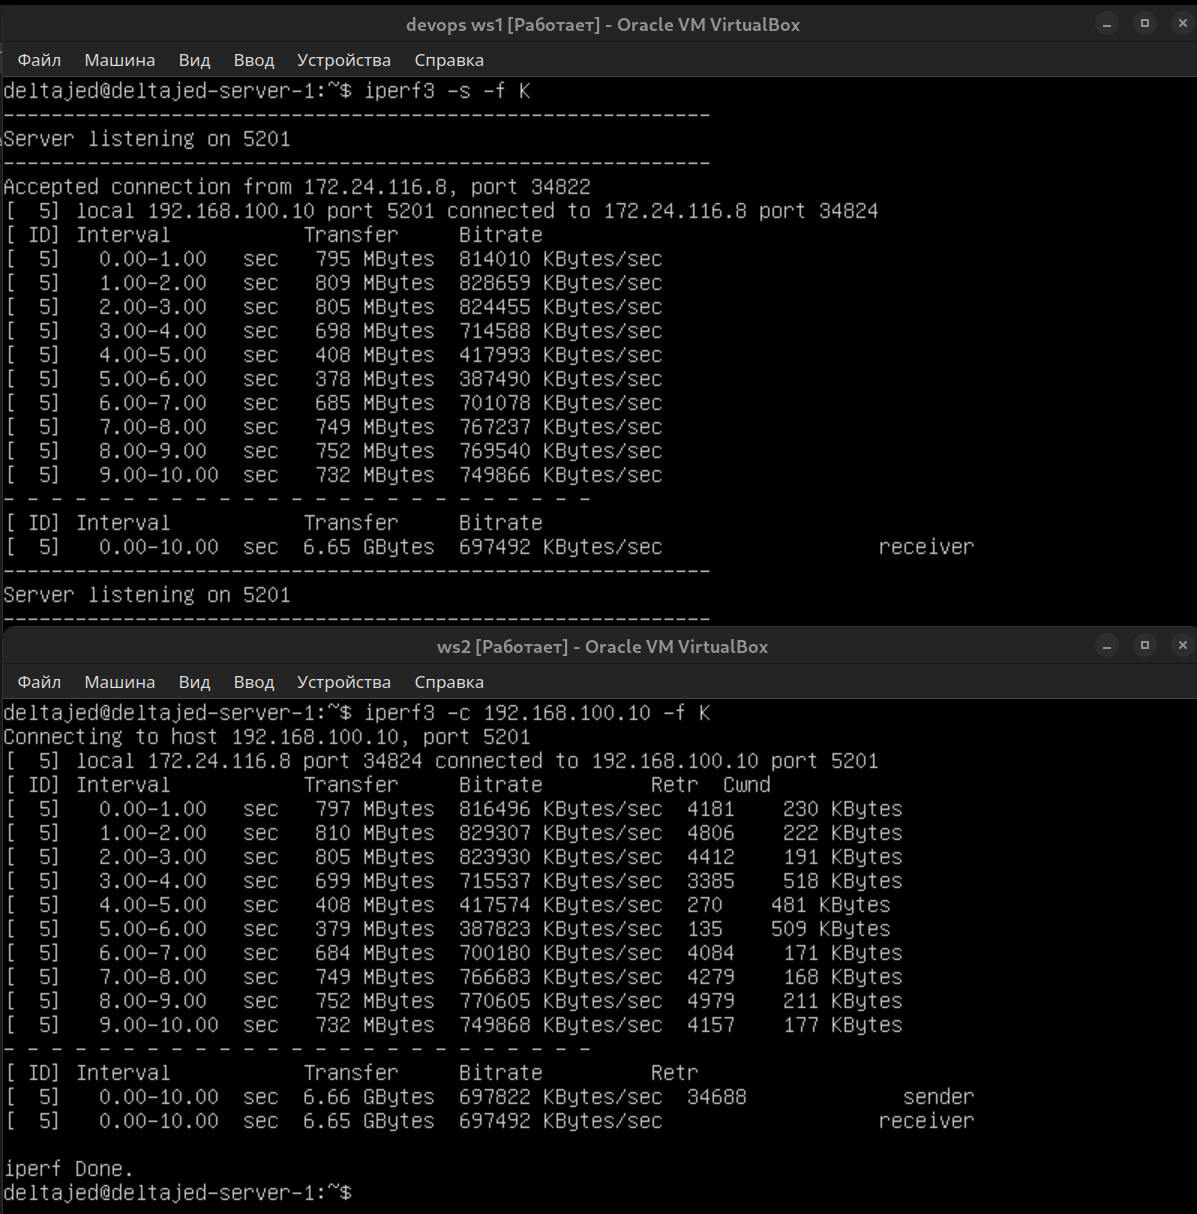 devops ws1 [Работает] - Oracle VM VirtualBox
Файл Машина Вид Ввод Устройства Справка
deltajed@deltajed-server-1:~$ iperf3 -s -f K
-----------------------------------------------------------
Server listening on 5201
-----------------------------------------------------------
Accepted connection from 172.24.116.8, port 34822
[  5] local 192.168.100.10 port 5201 connected to 172.24.116.8 port 34824
[ ID] Interval           Transfer     Bitrate
[  5]   0.00-1.00   sec   795 MBytes  814010 KBytes/sec
[  5]   1.00-2.00   sec   809 MBytes  828659 KBytes/sec
[  5]   2.00-3.00   sec   805 MBytes  824455 KBytes/sec
[  5]   3.00-4.00   sec   698 MBytes  714588 KBytes/sec
[  5]   4.00-5.00   sec   408 MBytes  417993 KBytes/sec
[  5]   5.00-6.00   sec   378 MBytes  387490 KBytes/sec
[  5]   6.00-7.00   sec   685 MBytes  701078 KBytes/sec
[  5]   7.00-8.00   sec   749 MBytes  767237 KBytes/sec
[  5]   8.00-9.00   sec   752 MBytes  769540 KBytes/sec
[  5]   9.00-10.00  sec   732 MBytes  749866 KBytes/sec
- - - - - - - - - - - - - - - - - - - - - - - - -
[ ID] Interval           Transfer     Bitrate
[  5]   0.00-10.00  sec  6.65 GBytes  697492 KBytes/sec                  receiver
-----------------------------------------------------------
Server listening on 5201
-----------------------------------------------------------
ws2 [Работает] - Oracle VM VirtualBox
Файл Машина Вид Ввод Устройства Справка
deltajed@deltajed-server-1:~$ iperf3 -c 192.168.100.10 -f K
Connecting to host 192.168.100.10, port 5201
[  5] local 172.24.116.8 port 34824 connected to 192.168.100.10 port 5201
[ ID] Interval           Transfer     Bitrate         Retr  Cwnd
[  5]   0.00-1.00   sec   797 MBytes  816496 KBytes/sec  4181    230 KBytes
[  5]   1.00-2.00   sec   810 MBytes  829307 KBytes/sec  4806    222 KBytes
[  5]   2.00-3.00   sec   805 MBytes  823930 KBytes/sec  4412    191 KBytes
[  5]   3.00-4.00   sec   699 MBytes  715537 KBytes/sec  3385    518 KBytes
[  5]   4.00-5.00   sec   408 MBytes  417574 KBytes/sec  270    481 KBytes
[  5]   5.00-6.00   sec   379 MBytes  387823 KBytes/sec  135    509 KBytes
[  5]   6.00-7.00   sec   684 MBytes  700180 KBytes/sec  4084    171 KBytes
[  5]   7.00-8.00   sec   749 MBytes  766683 KBytes/sec  4279    168 KBytes
[  5]   8.00-9.00   sec   752 MBytes  770605 KBytes/sec  4979    211 KBytes
[  5]   9.00-10.00  sec   732 MBytes  749868 KBytes/sec  4157    177 KBytes
- - - - - - - - - - - - - - - - - - - - - - - - -
[ ID] Interval           Transfer     Bitrate         Retr
[  5]   0.00-10.00  sec  6.66 GBytes  697822 KBytes/sec  34688             sender
[  5]   0.00-10.00  sec  6.65 GBytes  697492 KBytes/sec                  receiver
iperf Done.
deltajed@deltajed-server-1:~$